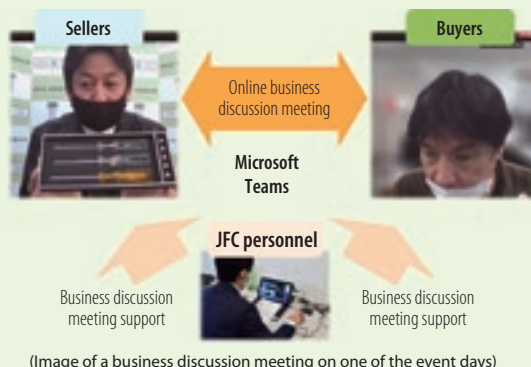 Sellers
Buyers
Online business
discussion meeting
Microsoft
Teams
JFC personnel
Business discussion
meeting support
Business discussion
meeting support
(Image of a business discussion meeting on one of the event days)